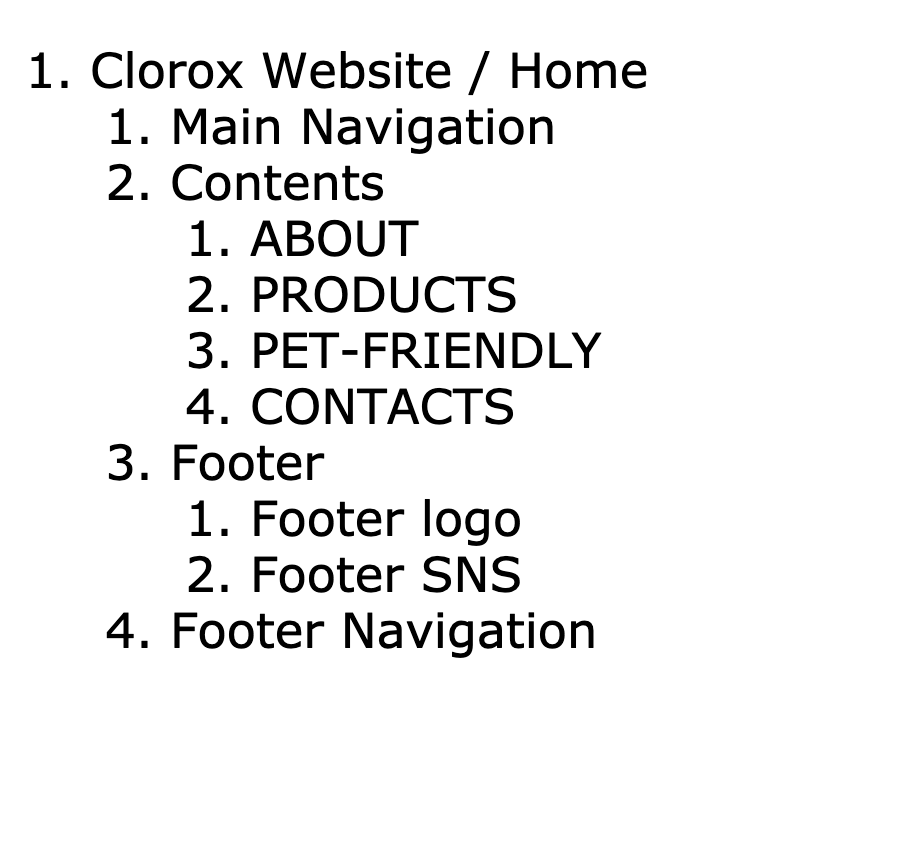 1. Clorox Website / Home
1. Main Navigation
2. Contents
1. ABOUT
2. PRODUCTS
3. PET-FRIENDLY
4. CONTACTS
3. Footer
1. Footer logo
2. Footer SNS
4. Footer Navigation